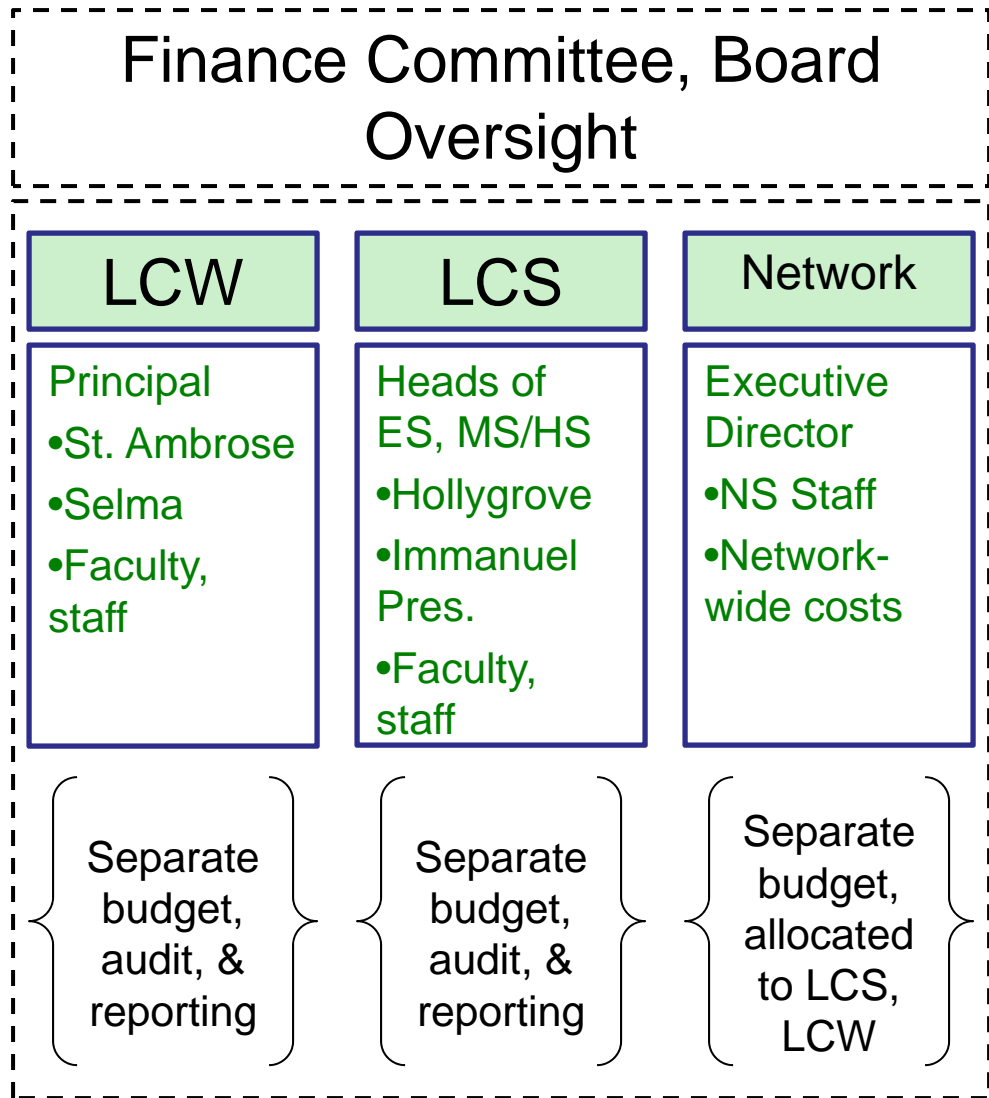 Finance Committee, Board
Oversight
LCW
LCS
Network
Principal
•St. Ambrose
•Selma
•Faculty,
staff
Heads of
ES, MS/HS
•Hollygrove
•Immanuel
Pres.
•Faculty,
staff
Executive
Director
•NS Staff
•Network-
wide costs
Separate
budget,
audit, &
reporting
Separate
budget,
audit, &
reporting
Separate
budget,
allocated
to LCS,
LCW